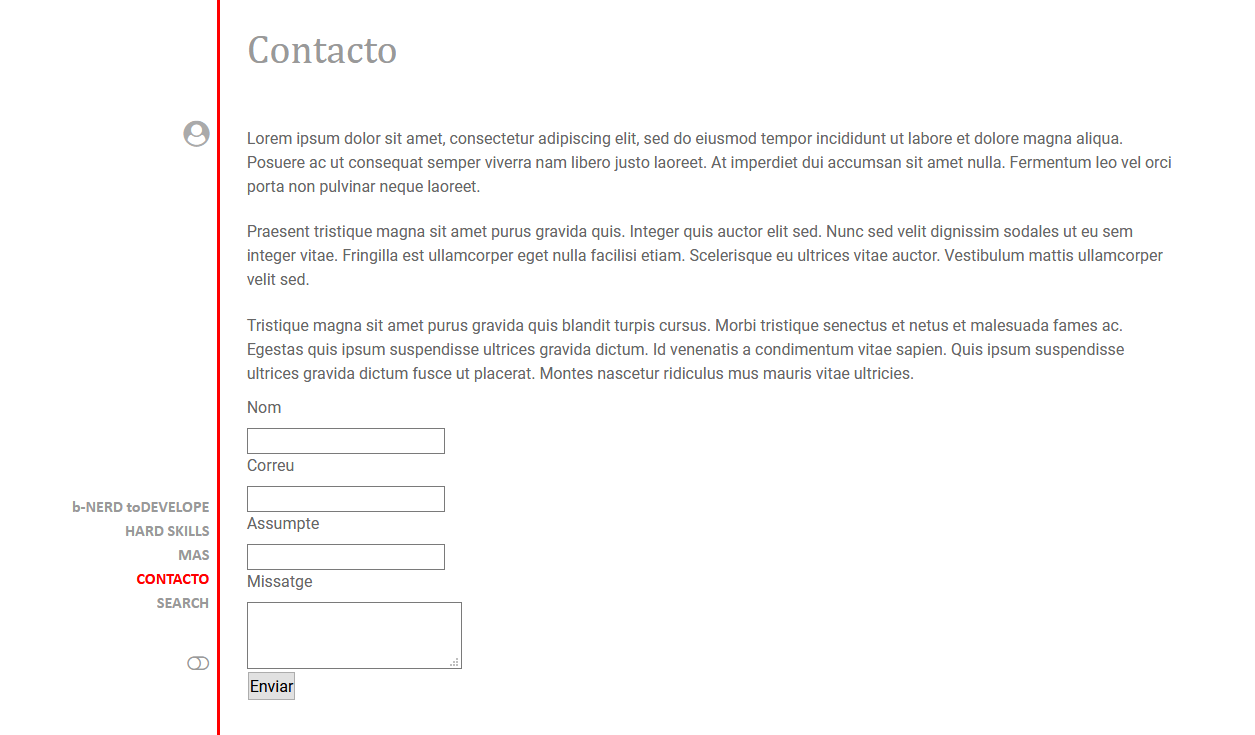 Contacto
Lorem ipsum dolor sit amet, consectetur adipiscing elit, sed do eiusmod tempor incididunt ut labore et dolore magna aliqua.
Posuere ac ut consequat semper viverra nam libero justo laoreet. At imperdiet dui accumsan sit amet nulla. Fermentum leo vel orci
porta non pulvinar neque laoreet.
Praesent tristique magna sit amet purus gravida quis. Integer quis auctor elit sed. Nunc sed velit dignissim sodales ut eu sem
integer vitae. Fringilla est ullamcorper eget nulla facilisi etiam. Scelerisque eu ultrices vitae auctor. Vestibulum mattis ullamcorper
velit sed.
Tristique magna sit amet purus gravida quis blandit turpis cursus. Morbi tristique senectus et netus et malesuada fames ac.
Egestas quis ipsum suspendisse ultrices gravida dictum. Id venenatis a condimentum vitae sapien. Quis ipsum suspendisse
ultrices gravida dictum fusce ut placerat. Montes nascetur ridiculus mus mauris vitae ultricies.
Nom
Correu
Assumpte
Missatge
Enviar
b-NERD toDEVELOPE
HARD SKILLS
MAS
CONTACTO
SEARCH